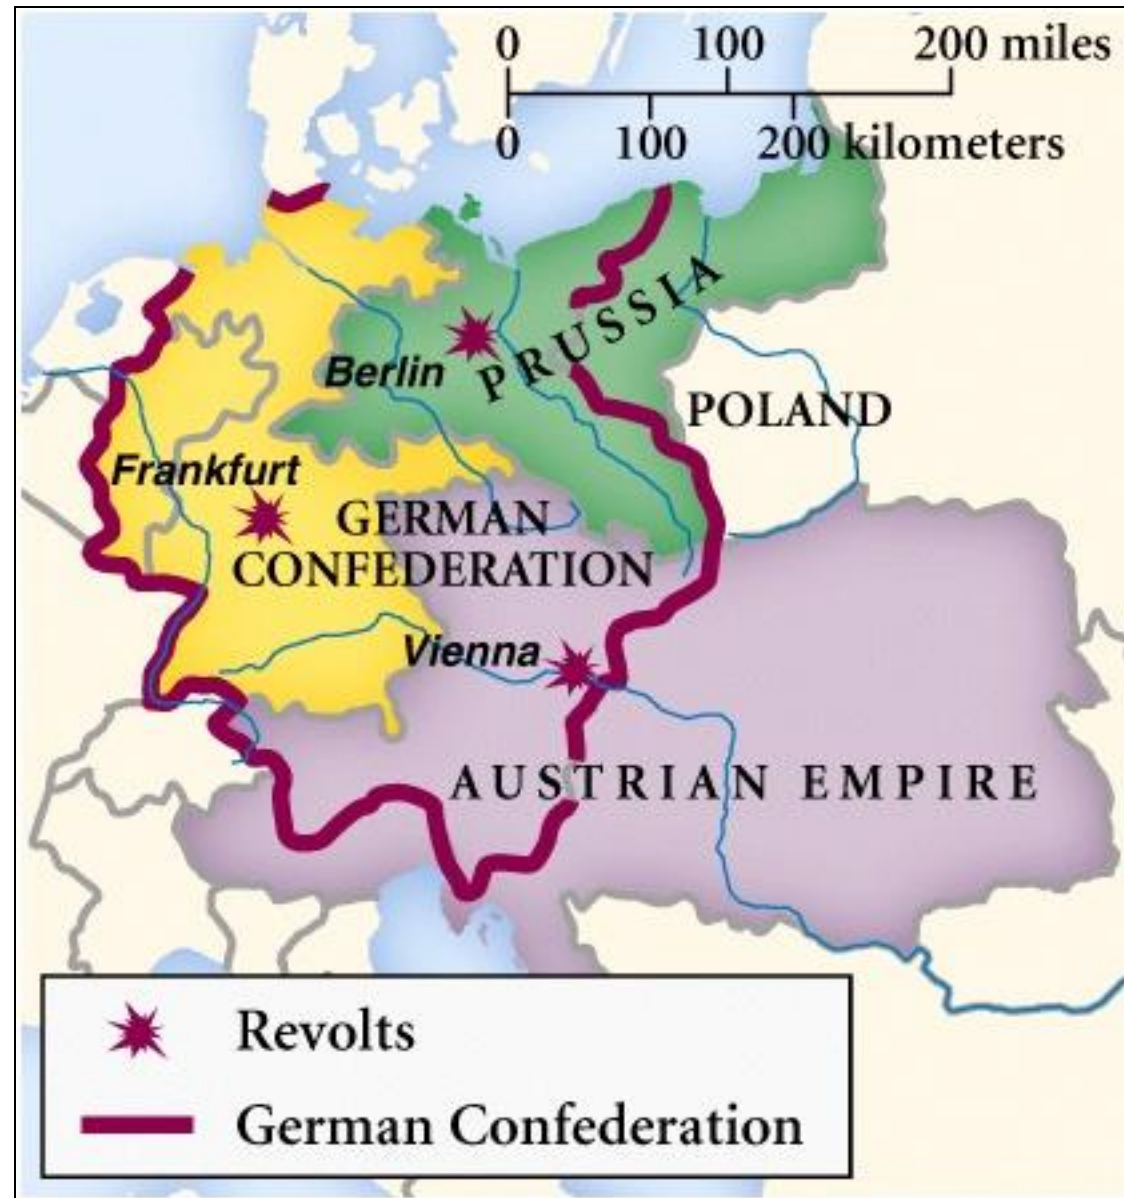 0 100 200 miles
0 100 200 kilometers
PRUSSIA
Berlin
POLAND
Frankfurt
GERMAN
CONFEDERATION
Vienna
AUSTRIAN EMPIRE
Revolts
German Confederation